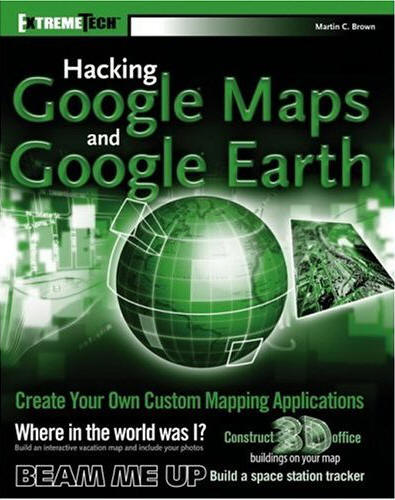 EXTREMETECH™
Martin C. Brown
Hacking
Google Maps
and
Google Earth
Create Your Own Custom Mapping Applications
Where in the world was I?
Build an interactive vacation map and include your photos
Construct 3D office
buildings on your map
BEAM ME UP Build a space station tracker